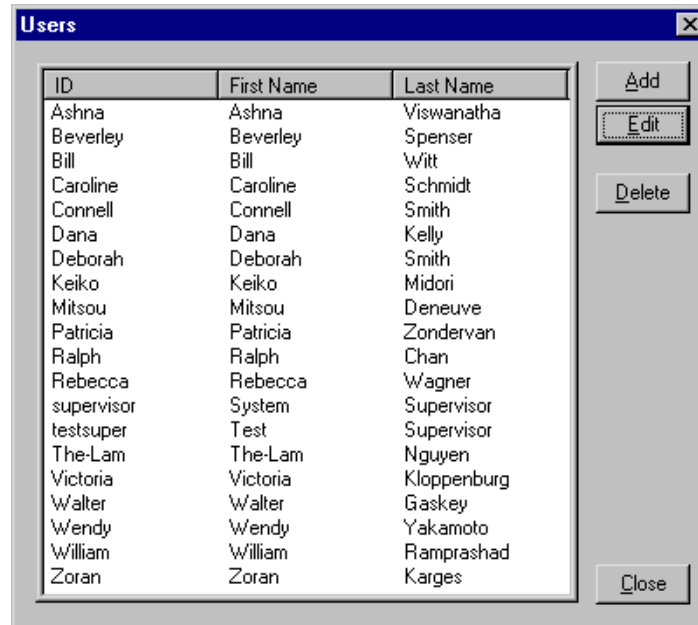 Users
ID First Name Last Name
Ashna Ashna Viswanatha
Beverley Beverley Spenser
Bill Bill Witt
Caroline Caroline Schmidt
Connell Connell Smith
Dana Dana Kelly
Deborah Deborah Smith
Keiko Keiko Midori
Mitsou Mitsou Deneuve
Patricia Patricia Zondervan
Ralph Ralph Chan
Rebecca Rebecca Wagner
supervisor System Supervisor
testsuper Test Supervisor
The-Lam The-Lam Nguyen
Victoria Victoria Kloppenburg
Walter Walter Gaskey
Wendy Wendy Yakamoto
William William Ramprashad
Zoran Zoran Karges
Add
Edit
Delete
Close